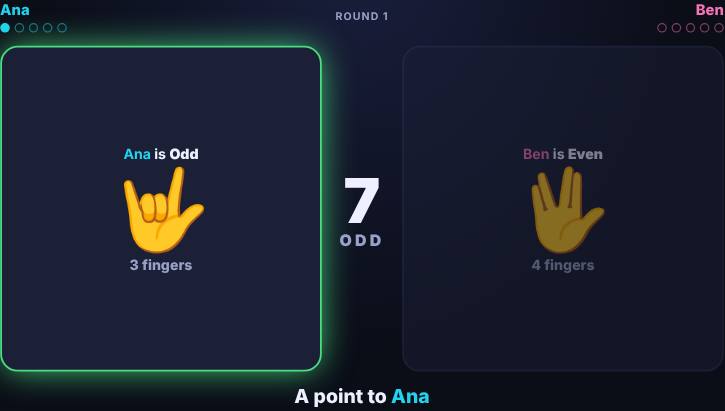 Ana
ROUND 1
Ben
Ana is Odd
3 fingers
7
ODD
Ben is Even
4 fingers
A point to Ana